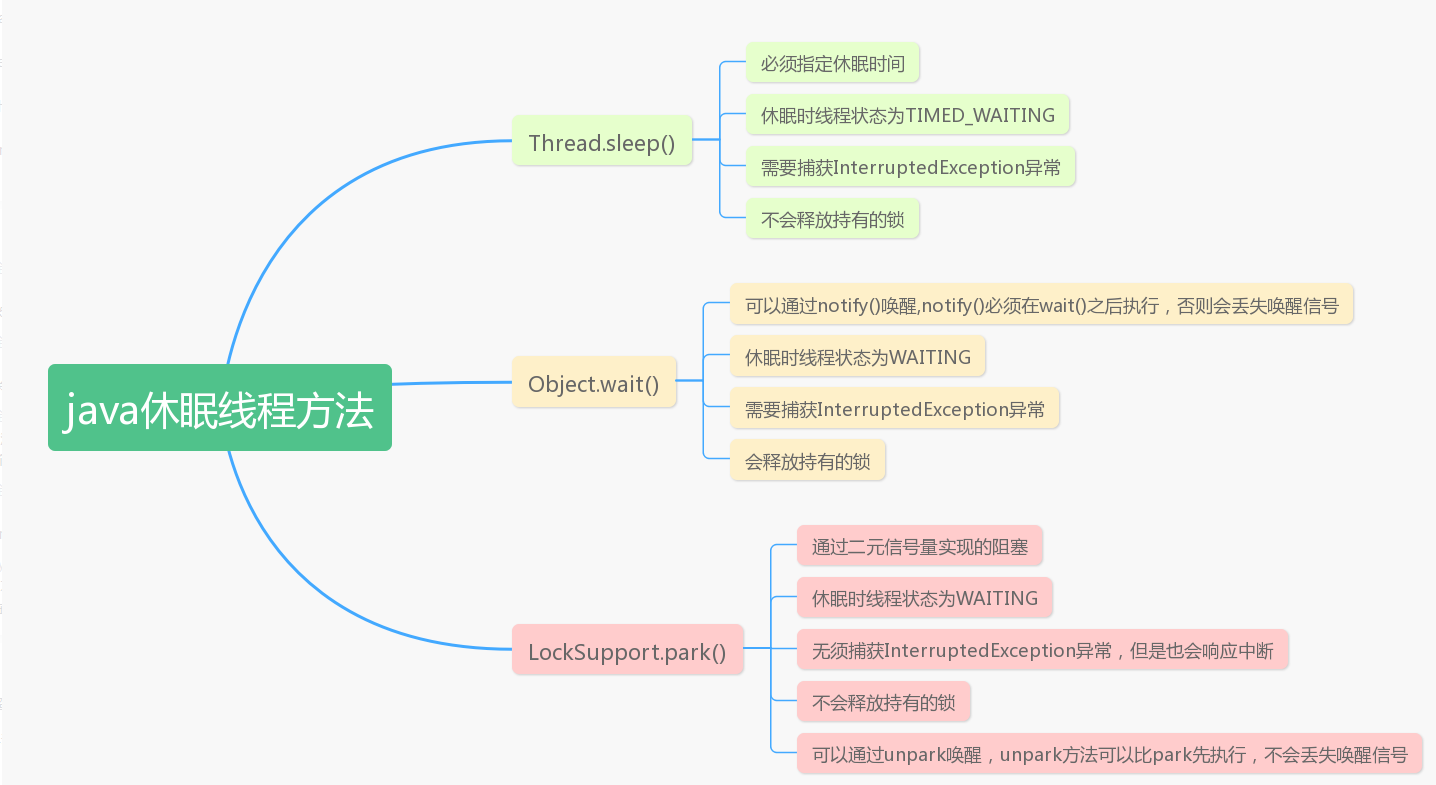 java休眠线程方法
Thread.sleep()
必须指定休眠时间
休眠时线程状态为TIMED_WAITING
需要捕获InterruptedException异常
不会释放持有的锁
Object.wait()
可以通过notify()唤醒,notify()必须在wait()之后执行，否则会丢失唤醒信号
休眠时线程状态为WAITING
需要捕获InterruptedException异常
会释放持有的锁
LockSupport.park()
通过二元信号量实现的阻塞
休眠时线程状态为WAITING
无须捕获InterruptedException异常，但是也会响应中断
不会释放持有的锁
可以通过unpark唤醒，unpark方法可以比park先执行，不会丢失唤醒信号